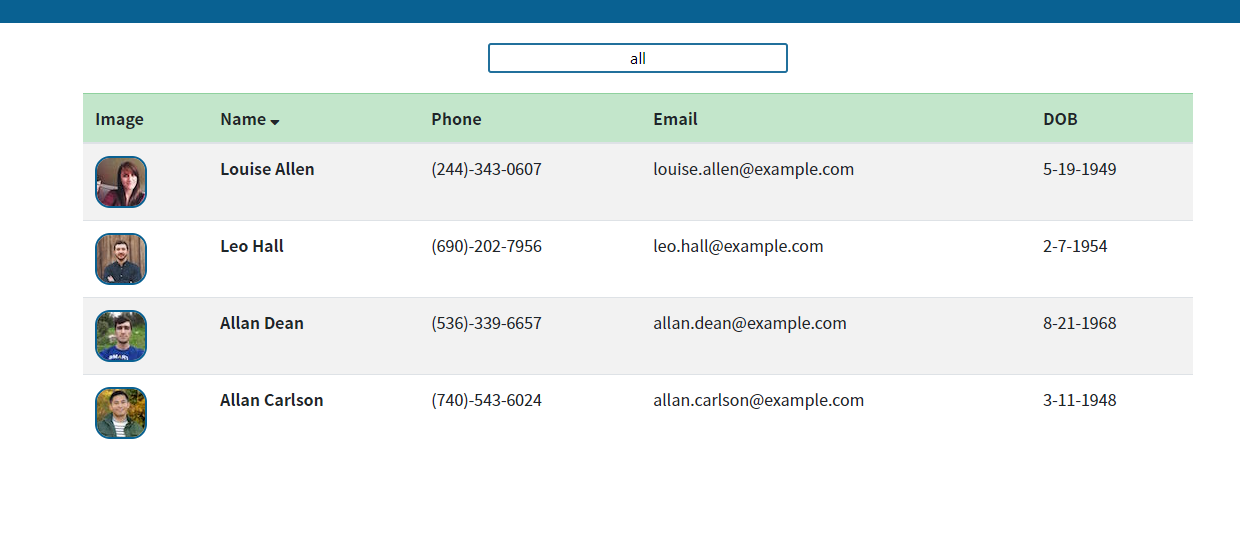 all
Image Name Phone Email DOB
Louise Allen (244)-343-0607 louise.allen@example.com 5-19-1949
Leo Hall (690)-202-7956 leo.hall@example.com 2-7-1954
Allan Dean (536)-339-6657 allan.dean@example.com 8-21-1968
Allan Carlson (740)-543-6024 allan.carlson@example.com 3-11-1948